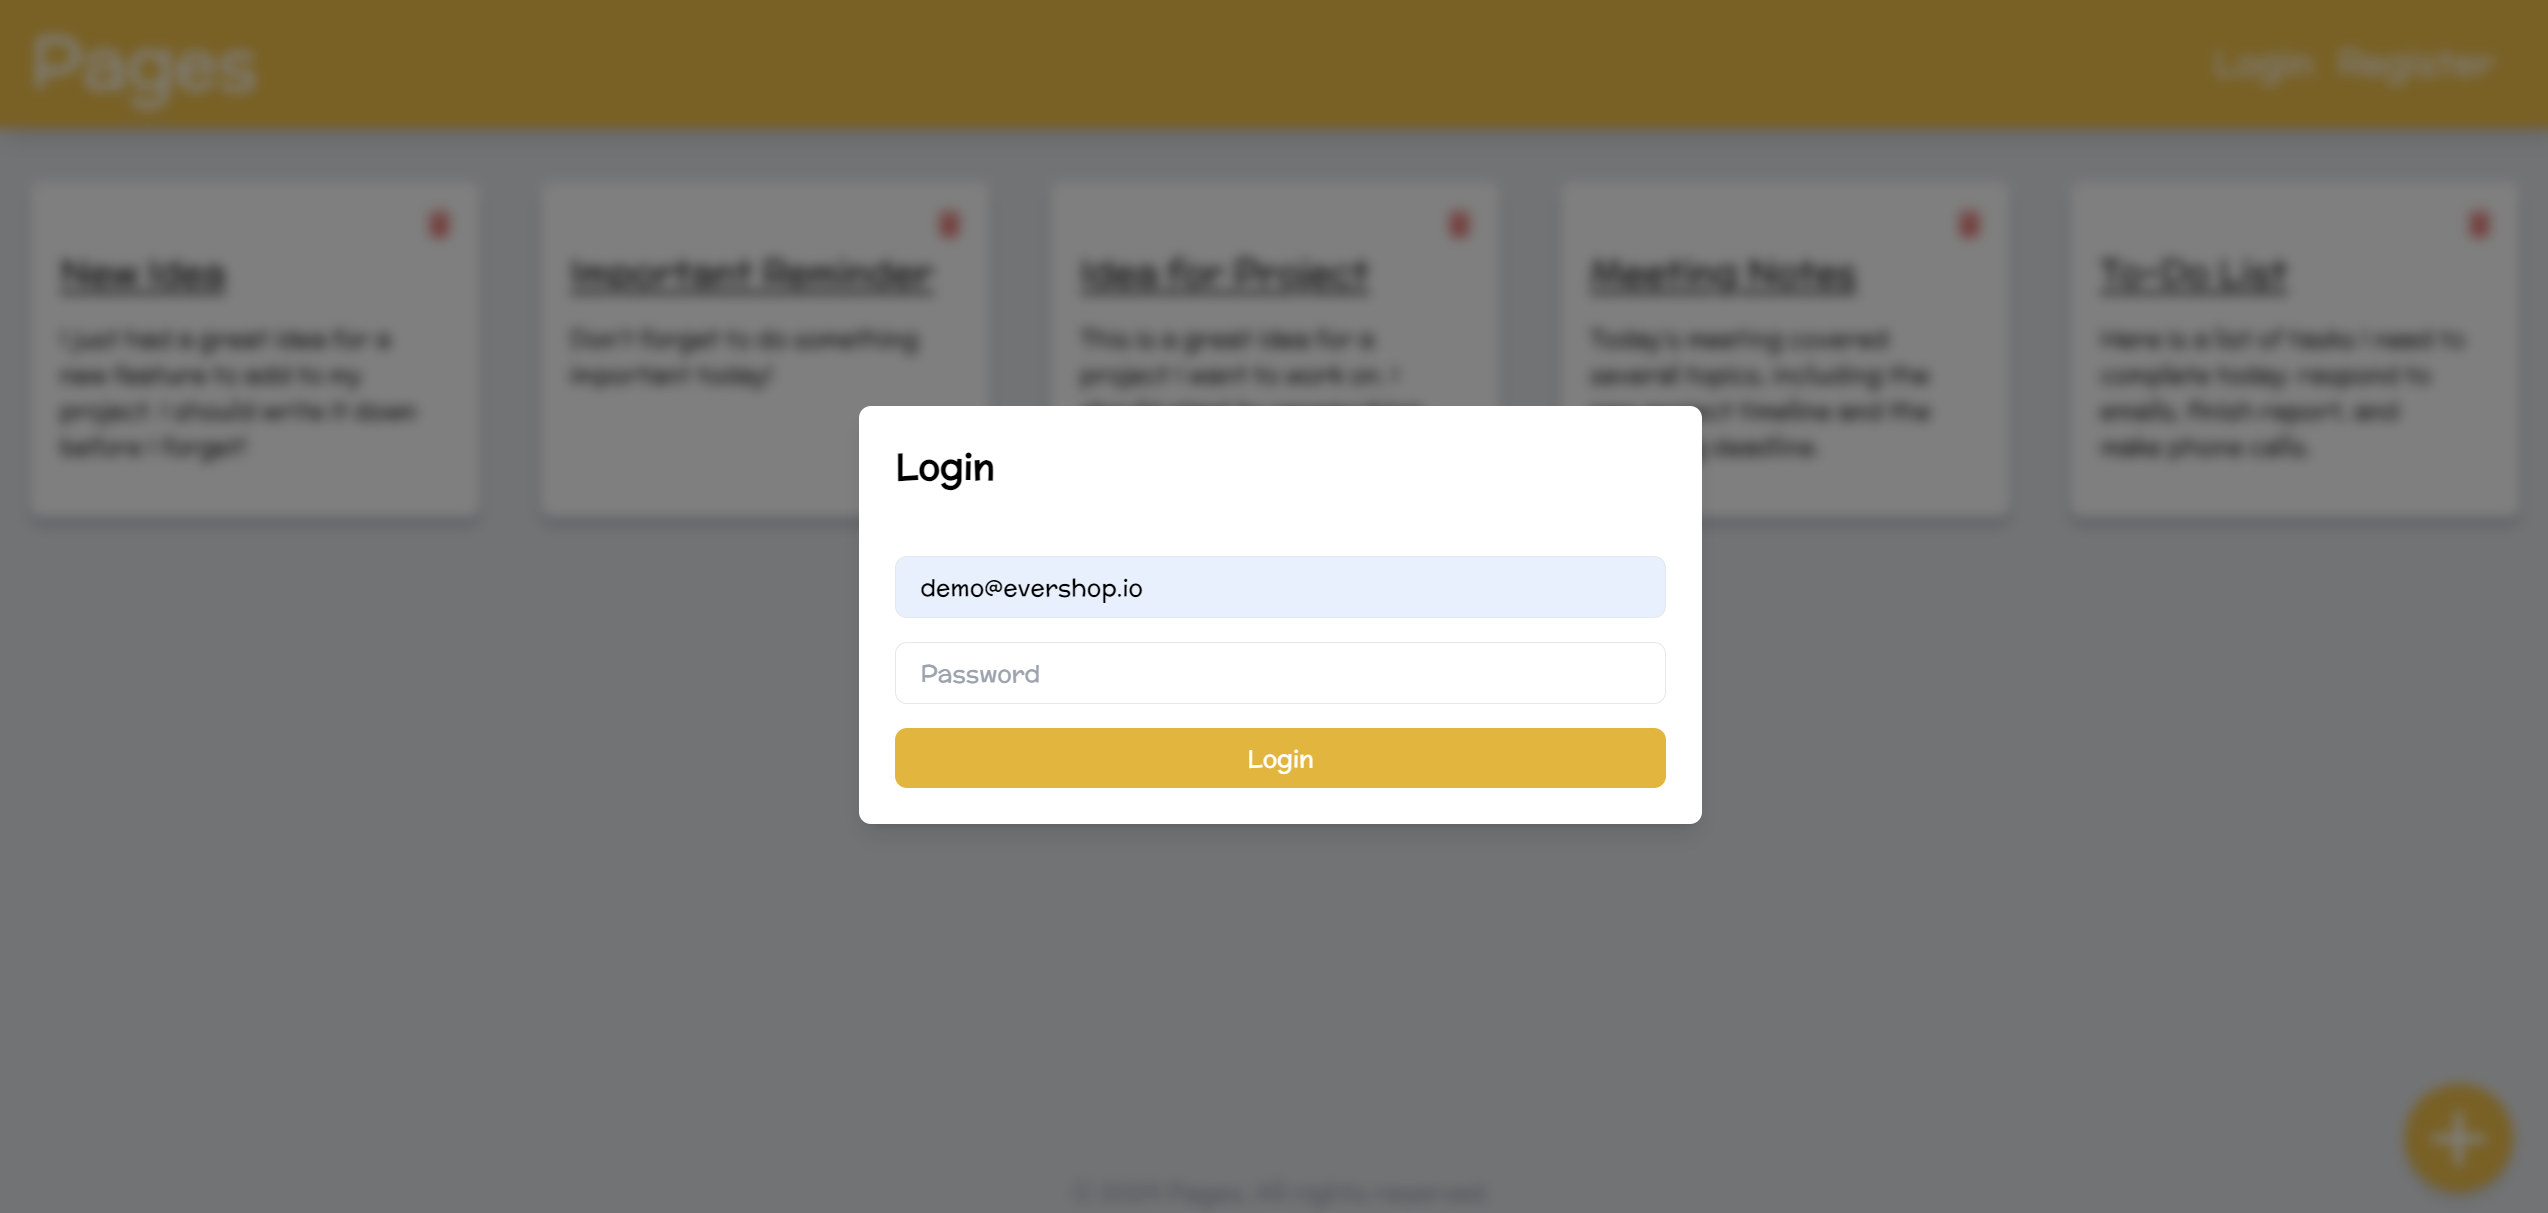 Pages
Login Register
New Idea
I just had a great idea for a
new feature to add to my
project. I should write it down
before I forget!
Important Reminder
Don't forget to do something
important today!
Idea for Project
This is a great idea for a
project I want to work on. I
Meeting Notes
Today's meeting covered
several topics, including the
timeline and the
deadline.
To-Do List
Here is a list of tasks I need to
complete today: respond to
emails, finish report, and
make phone calls.
Login
demo@evershop.io
Password
Login
Pages. All rights reserved.